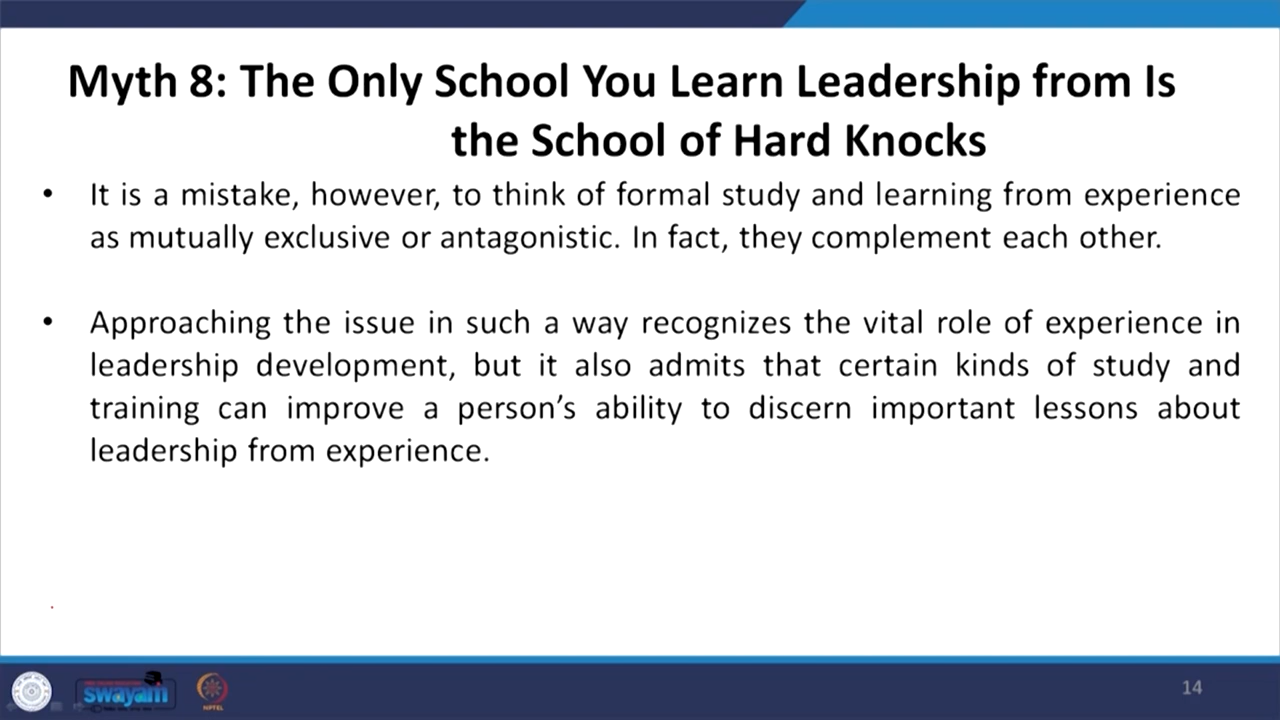 Myth 8: The Only School You Learn Leadership from Is
the School of Hard Knocks
• It is a mistake, however, to think of formal study and learning from experience
as mutually exclusive or antagonistic. In fact, they complement each other.
• Approaching the issue in such a way recognizes the vital role of experience in
leadership development, but it also admits that certain kinds of study and
training can improve a person’s ability to discern important lessons about
leadership from experience.
swayam
NPTEL
14